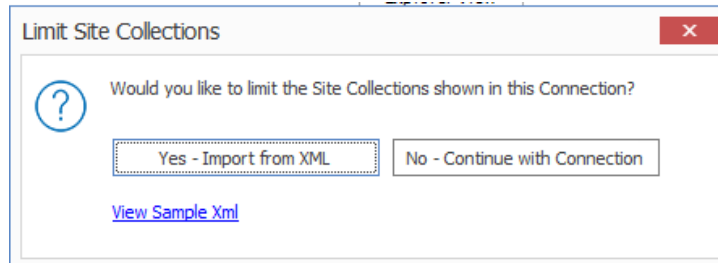 Limit Site Collections
Would you like to limit the Site Collections shown in this Connection?
Yes - Import from XML
No - Continue with Connection
View Sample Xml